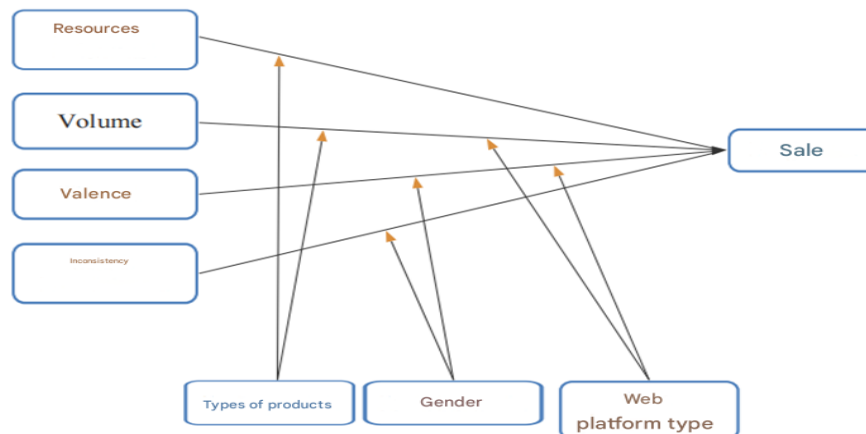 Resources
Volume
Sale
Valence
Inconsistency
Types of products
Gender
Web
platform type